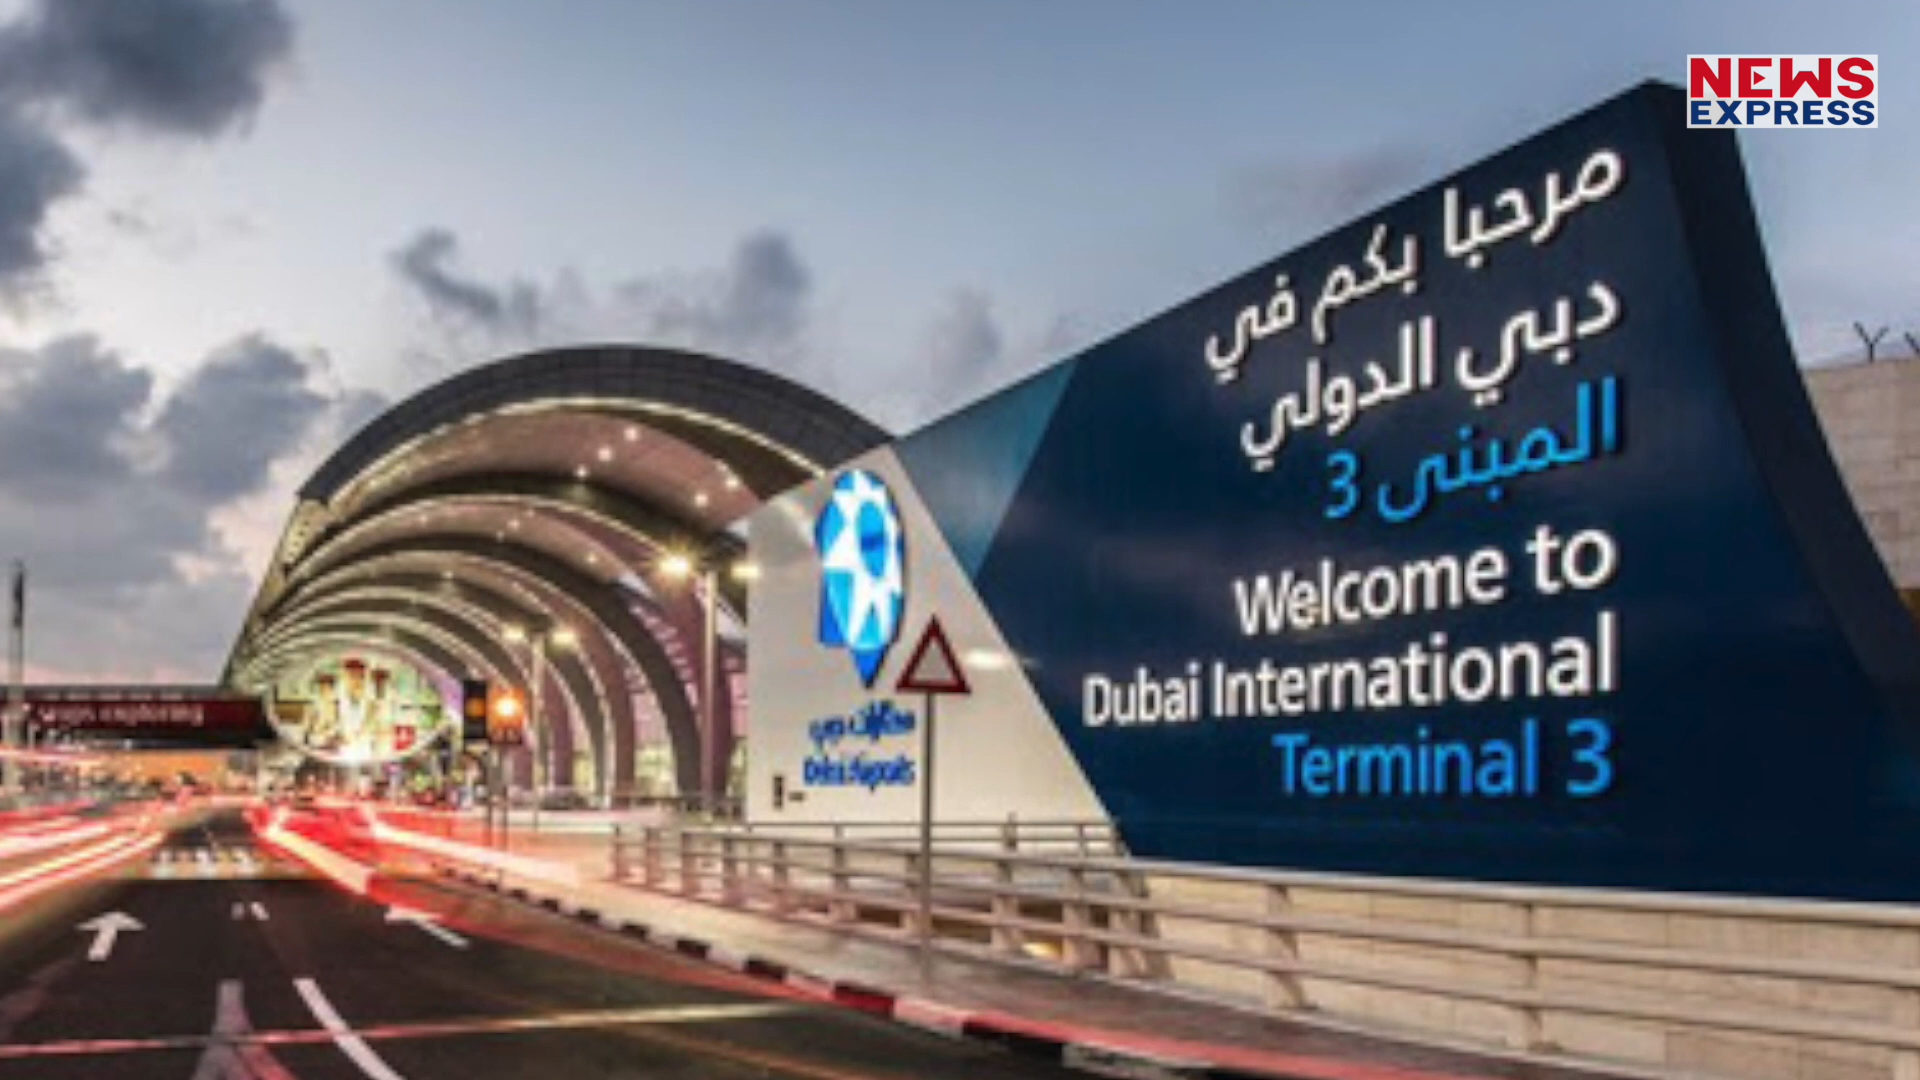 NEWS
EXPRESS
مرحبا بكم في
دبي الدولي
المبنى 3
Welcome to
Dubai International
Terminal 3
مطارات دبي
Dubai Airports